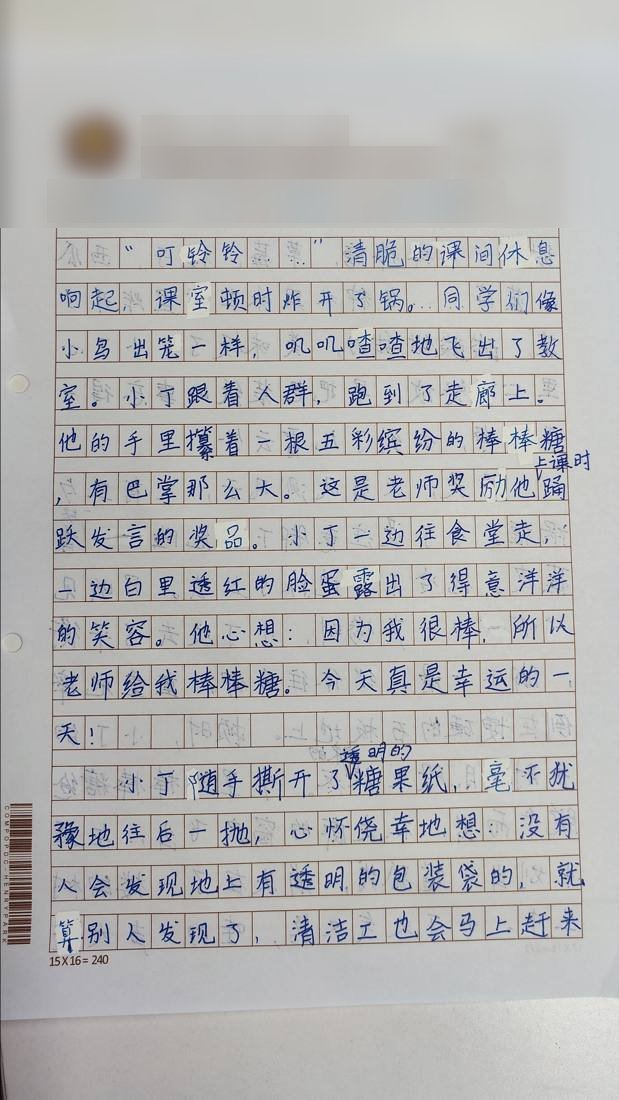 “叮铃铃”清脆的课间休息
响起，课室顿时炸开了锅。同学们像
小鸟出笼一样，叽叽喳喳地飞出了教
室。小丁跟着人群，跑到了走廊上。
他的手里攥着一根五彩缤纷的棒棒糖
，有巴掌那么大。这是老师奖励他上课时踊
跃发言的奖品。小丁一边往食堂走，
一边白里透红的脸蛋露出了得意洋洋
的笑容。他心想：因为我很棒，所以
老师给我棒棒糖。今天真是幸运的一
天！
小丁随手撕开了透明的糖果纸，毫不犹
豫地往后一抛，心怀侥幸地想：没有
人会发现地上有透明的包装袋的，就
算别人发现了，清洁工也会马上赶来
15X16=240
COMPOPOC-HENRYPARK